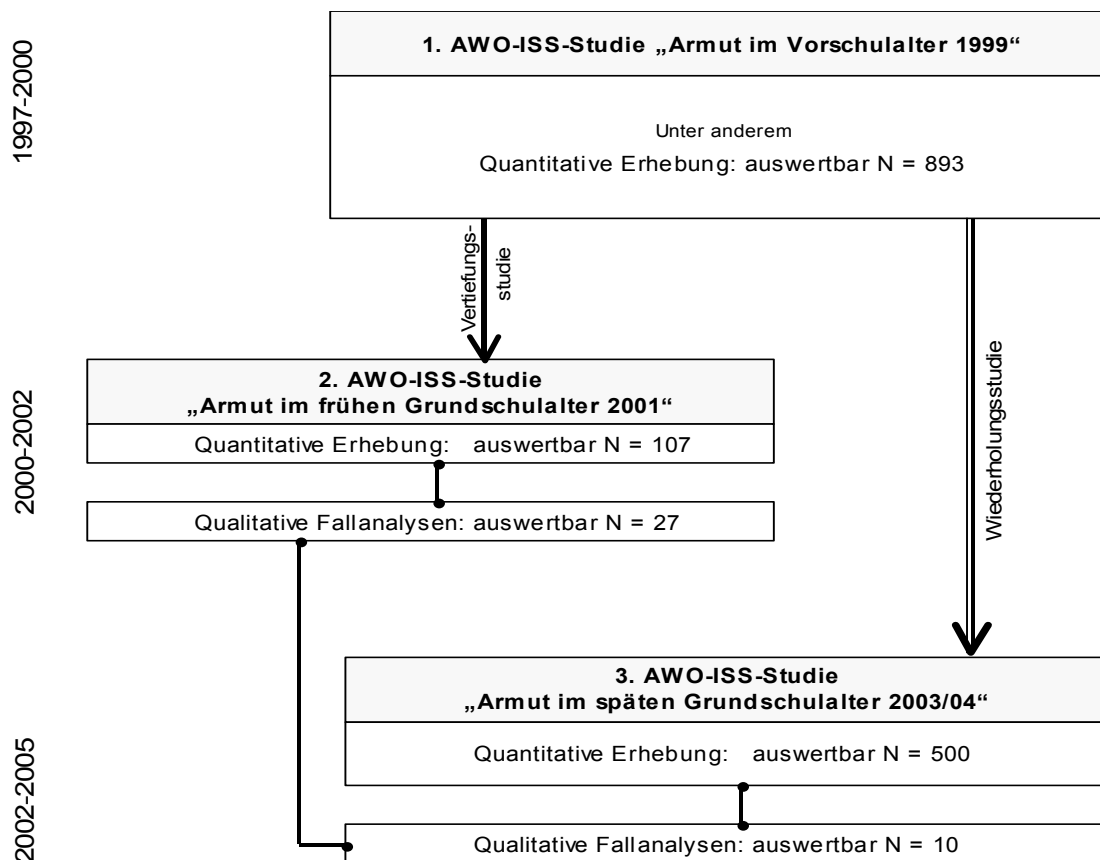 1997-2000
1. AWO-ISS-Studie „Armut im Vorschulalter 1999“
Unter anderem
Quantitative Erhebung: auswertbar N = 893
Vertiefungs-
studie
Wiederholungsstudie
2000-2002
2. AWO-ISS-Studie
„Armut im frühen Grundschulalter 2001“
Quantitative Erhebung: auswertbar N = 107
Qualitative Fallanalysen: auswertbar N = 27
2002-2005
3. AWO-ISS-Studie
„Armut im späten Grundschulalter 2003/04“
Quantitative Erhebung: auswertbar N = 500
Qualitative Fallanalysen: auswertbar N = 10